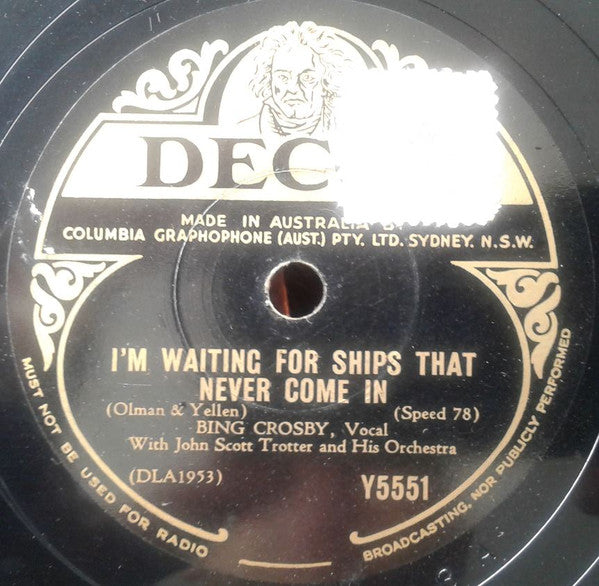 DEC
MADE IN AUSTRALIA
COLUMBIA GRAPHOPHONE (AUST.) PTY. LTD. SYDNEY. N.S.W.
I'M WAITING FOR SHIPS THAT
NEVER COME IN
(Olman & Yellen) (Speed 78)
BING CROSBY, Vocal
With John Scott Trotter and His Orchestra
(DLA1953) Y5551
MUST NOT BE USED FOR RADIO
BROADCASTING, NOR PUBLICLY PERFORMED